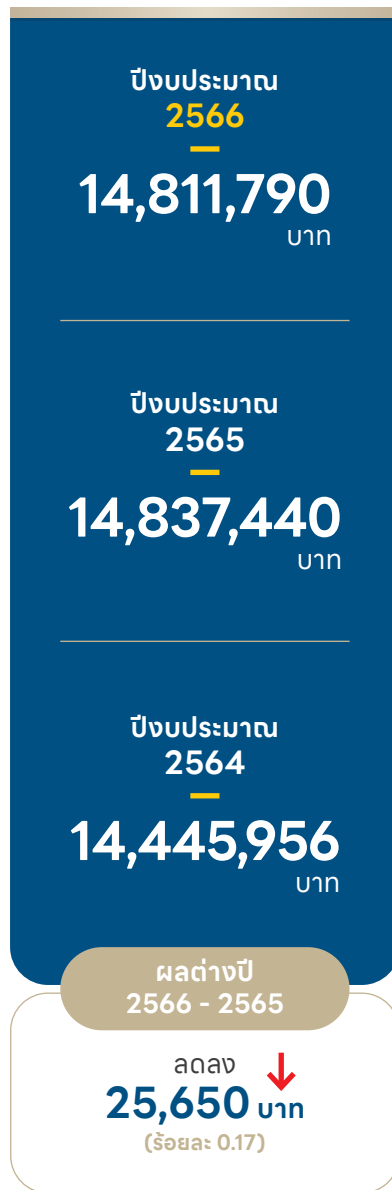 ปีงบประมาณ
2566
14,811,790
บาท
ปีงบประมาณ
2565
14,837,440
บาท
ปีงบประมาณ
2564
14,445,956
บาท
ผลต่างปี
2566 - 2565
ลดลง
25,650 บาท
(ร้อยละ 0.17)